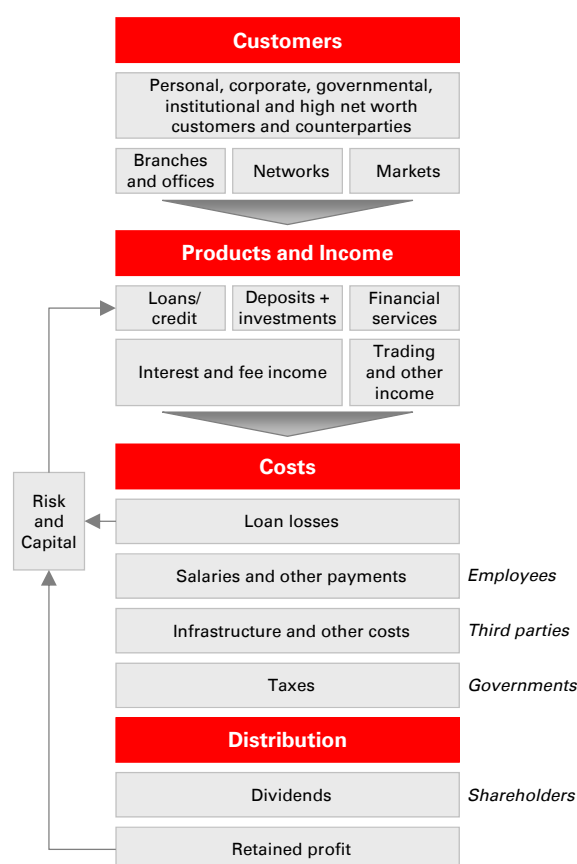 Customers
Personal, corporate, governmental,
institutional and high net worth
customers and counterparties
Branches
and offices
Networks
Markets
Products and Income
Loans/
credit
Deposits +
investments
Financial
services
Interest and fee income
Trading
and other
income
Costs
Risk
and
Capital
Loan losses
Salaries and other payments
Employees
Infrastructure and other costs
Third parties
Taxes
Governments
Distribution
Dividends
Shareholders
Retained profit